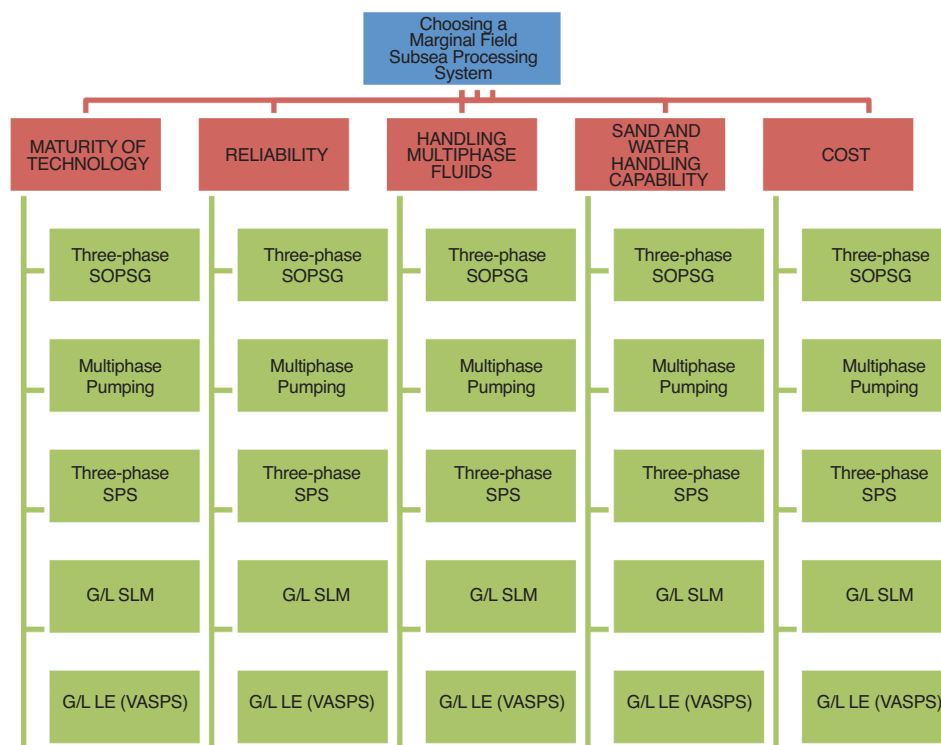 Choosing a
Marginal Field
Subsea Processing
System
MATURITY OF
TECHNOLOGY
RELIABILITY
HANDLING
MULTIPHASE
FLUIDS
SAND AND
WATER
HANDLING
CAPABILITY
COST
Three-phase
SOPSG
Three-phase
SOPSG
Three-phase
SOPSG
Three-phase
SOPSG
Three-phase
SOPSG
Multiphase
Pumping
Multiphase
Pumping
Multiphase
Pumping
Multiphase
Pumping
Multiphase
Pumping
Three-phase
SPS
Three-phase
SPS
Three-phase
SPS
Three-phase
SPS
Three-phase
SPS
G/L SLM
G/L SLM
G/L SLM
G/L SLM
G/L SLM
G/L LE (VASPS)
G/L LE (VASPS)
G/L LE (VASPS)
G/L LE (VASPS)
G/L LE (VASPS)